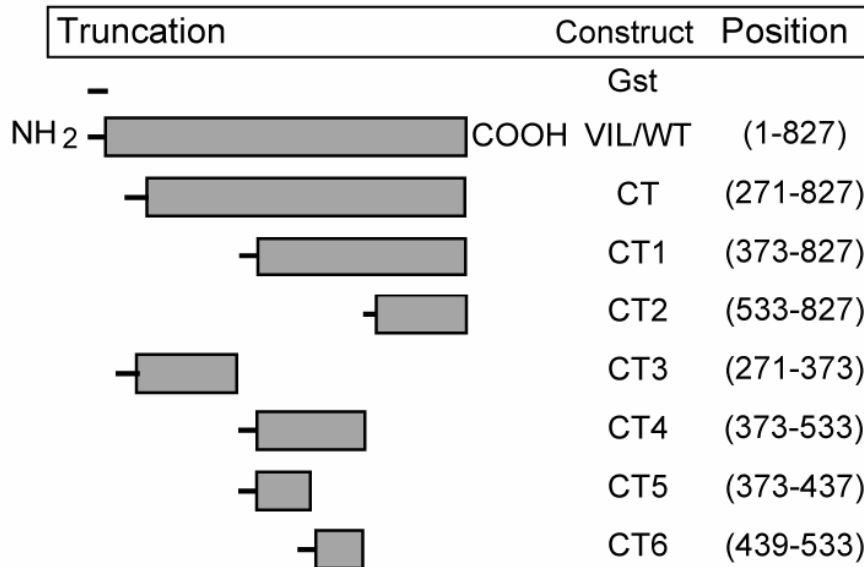 Truncation Construct Position
Gst
NH2 COOH VIL/WT (1-827)
CT (271-827)
CT1 (373-827)
CT2 (533-827)
CT3 (271-373)
CT4 (373-533)
CT5 (373-437)
CT6 (439-533)